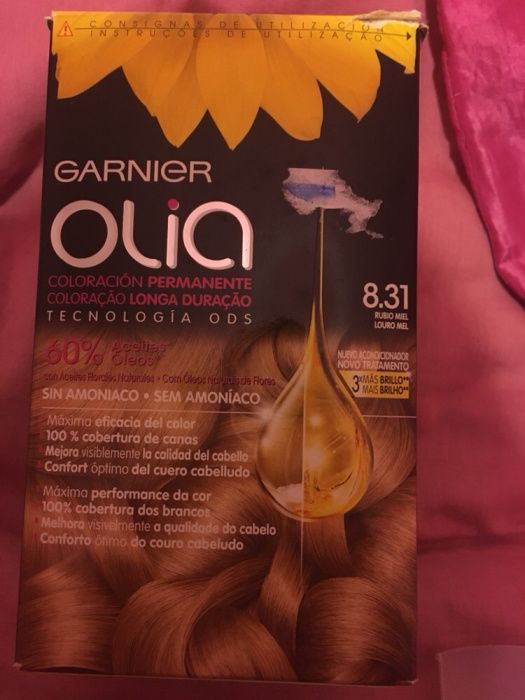 CONSIGNAS DE UTILIZACIÓN
INSTRUÇÕES DE UTILIZAÇÃO
GARNIER
OLIA
COLORACIÓN PERMANENTE
COLORAÇÃO LONGA DURAÇÃO
TECNOLOGÍA ODS
8.31
RUBIO MIEL
LOURO MEL
60% Aceites*
Óleos*
con Aceites Florales Naturales • Com Óleos Naturais de Flores
SIN AMONIACO • SEM AMONÍACO
NUEVO ACONDICIONADOR
NOVO TRATAMENTO
3xMÁS BRILLO**
MAIS BRILHO**
Máxima eficacia del color
100 % cobertura de canas
Mejora visiblemente la calidad del cabello
Confort óptimo del cuero cabelludo
Máxima performance da cor
100% cobertura dos brancos
Melhora visivelmente a qualidade do cabelo
Conforto ótimo do couro cabeludo